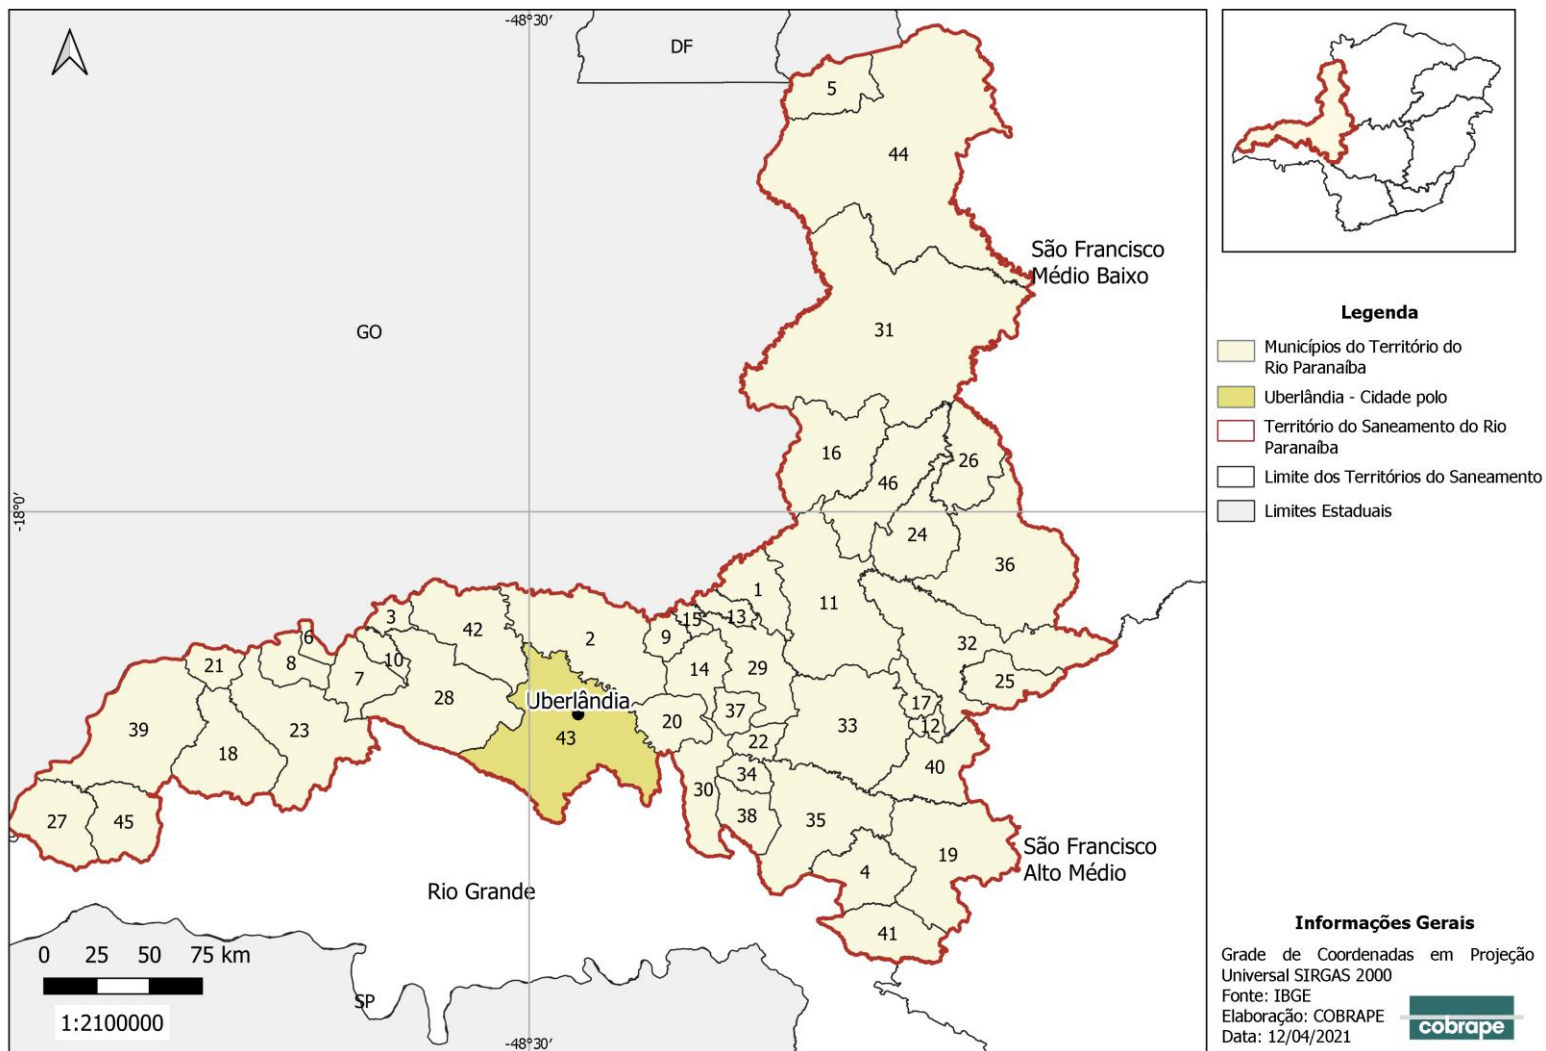 -48°30'
DF
5
44
São Francisco
Médio Baixo
GO
31
16
26
46
-18°0'
24
36
1
11
3
6
42
2
9
15
13
32
21
8
10
7
14
29
25
28
17
Uberlândia
37
20
12
39
23
43
33
18
22
40
34
30
27
45
38
35
São Francisco
Alto Médio
19
4
Rio Grande
41
0 25 50 75 km
SP
1:2100000
-48°30'
Legenda
Municípios do Território do
Rio Paranaíba
Uberlândia - Cidade polo
Território do Saneamento do Rio
Paranaíba
Limite dos Territórios do Saneamento
Limites Estaduais
Informações Gerais
Grade de Coordenadas em Projeção
Universal SIRGAS 2000
Fonte: IBGE
Elaboração: COBRAPE
Data: 12/04/2021
cobrape